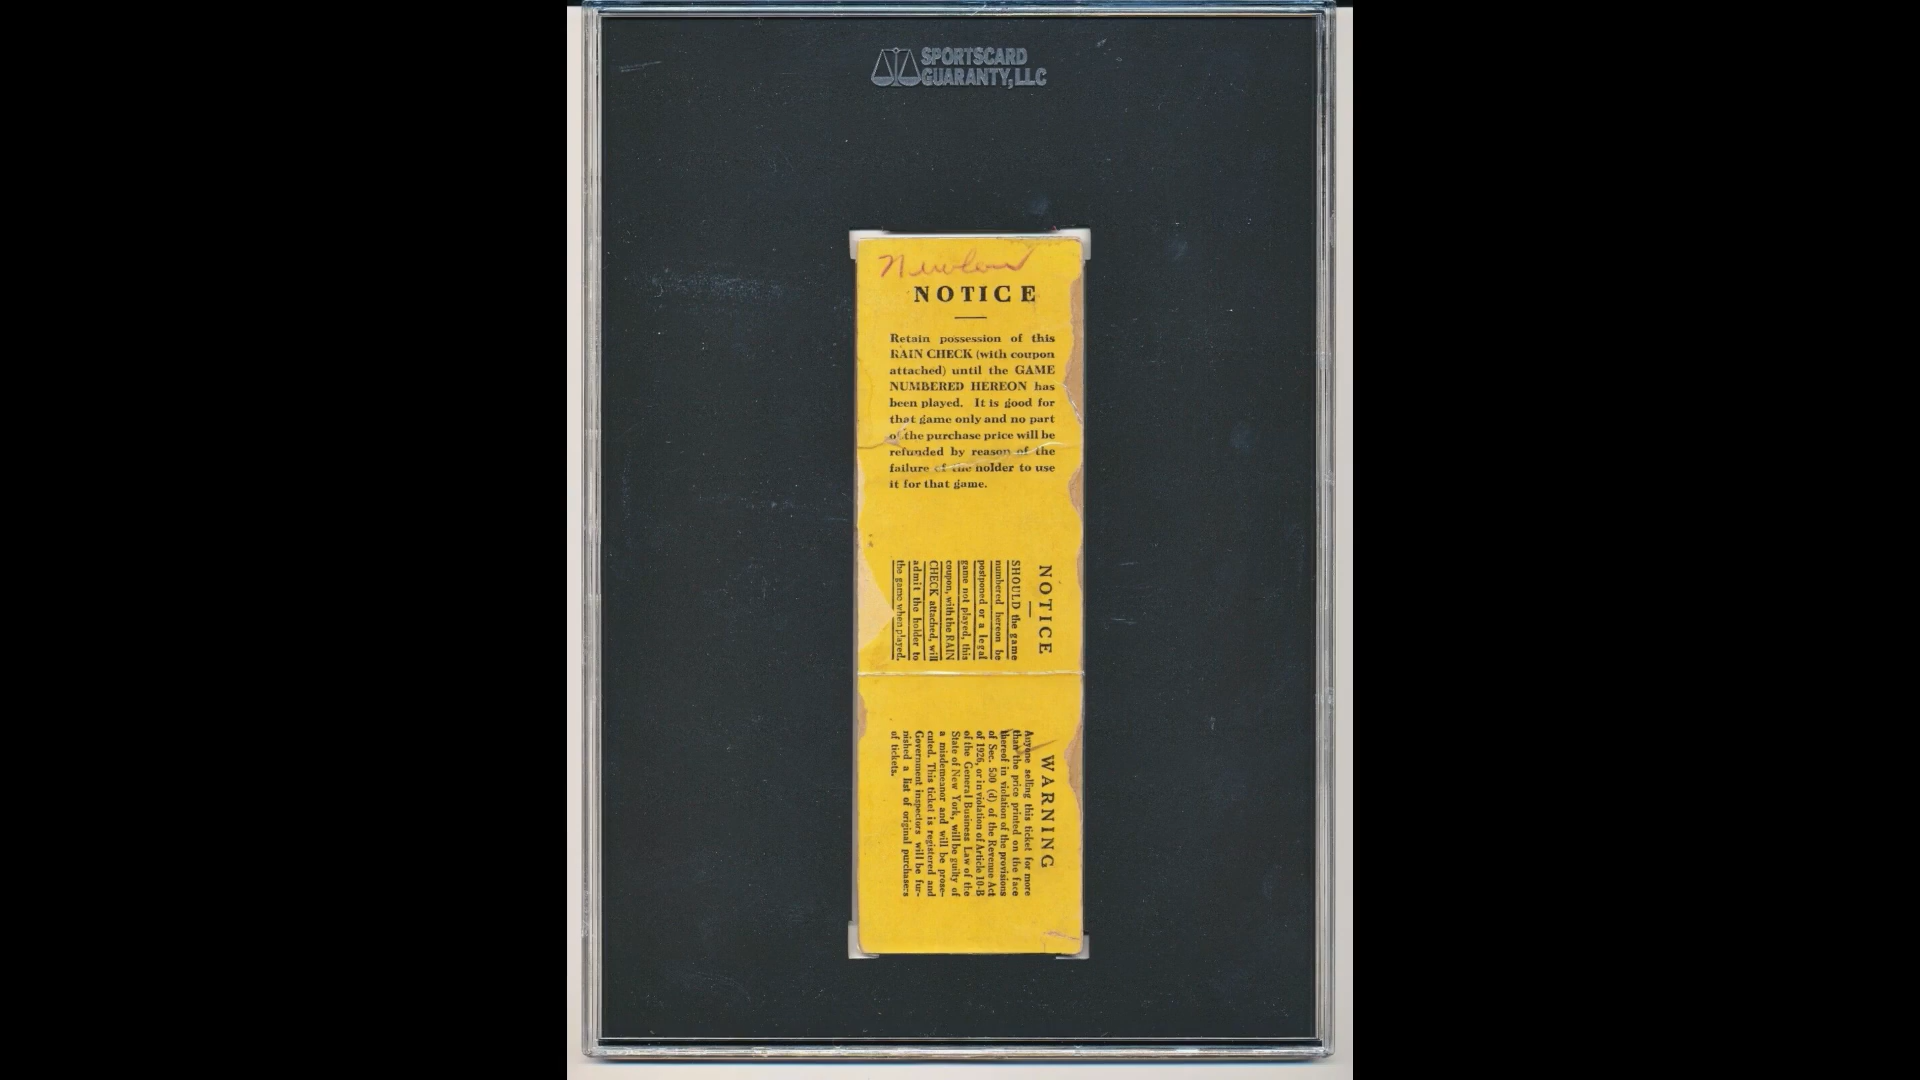 SPORTSCARD
GUARANTY, LLC
NOTICE
Retain possession of this
RAIN CHECK (with coupon
attached) until the GAME
NUMBERED HEREON has
been played. It is good for
that game only and no part
of the purchase price will be
refunded by reason of the
failure of the holder to use
it for that game.
NOTICE
SHOULD the game
numbered hereon be
postponed or a legal
game not played, this
coupon, with the RAIN
CHECK attached, will
admit the holder to
the game when played.
WARNING
Anyone selling this ticket for more
than the price printed on the face
thereof in violation of the provisions
of Sec. 500 (d) of the Revenue Act
of 1926, or in violation of Article 10-B
of the General Business Law of the
State of New York, will be guilty of
a misdemeanor and will be prose-
cuted. This ticket is registered and
Government inspectors will be fur-
nished a list of original purchasers
of tickets.